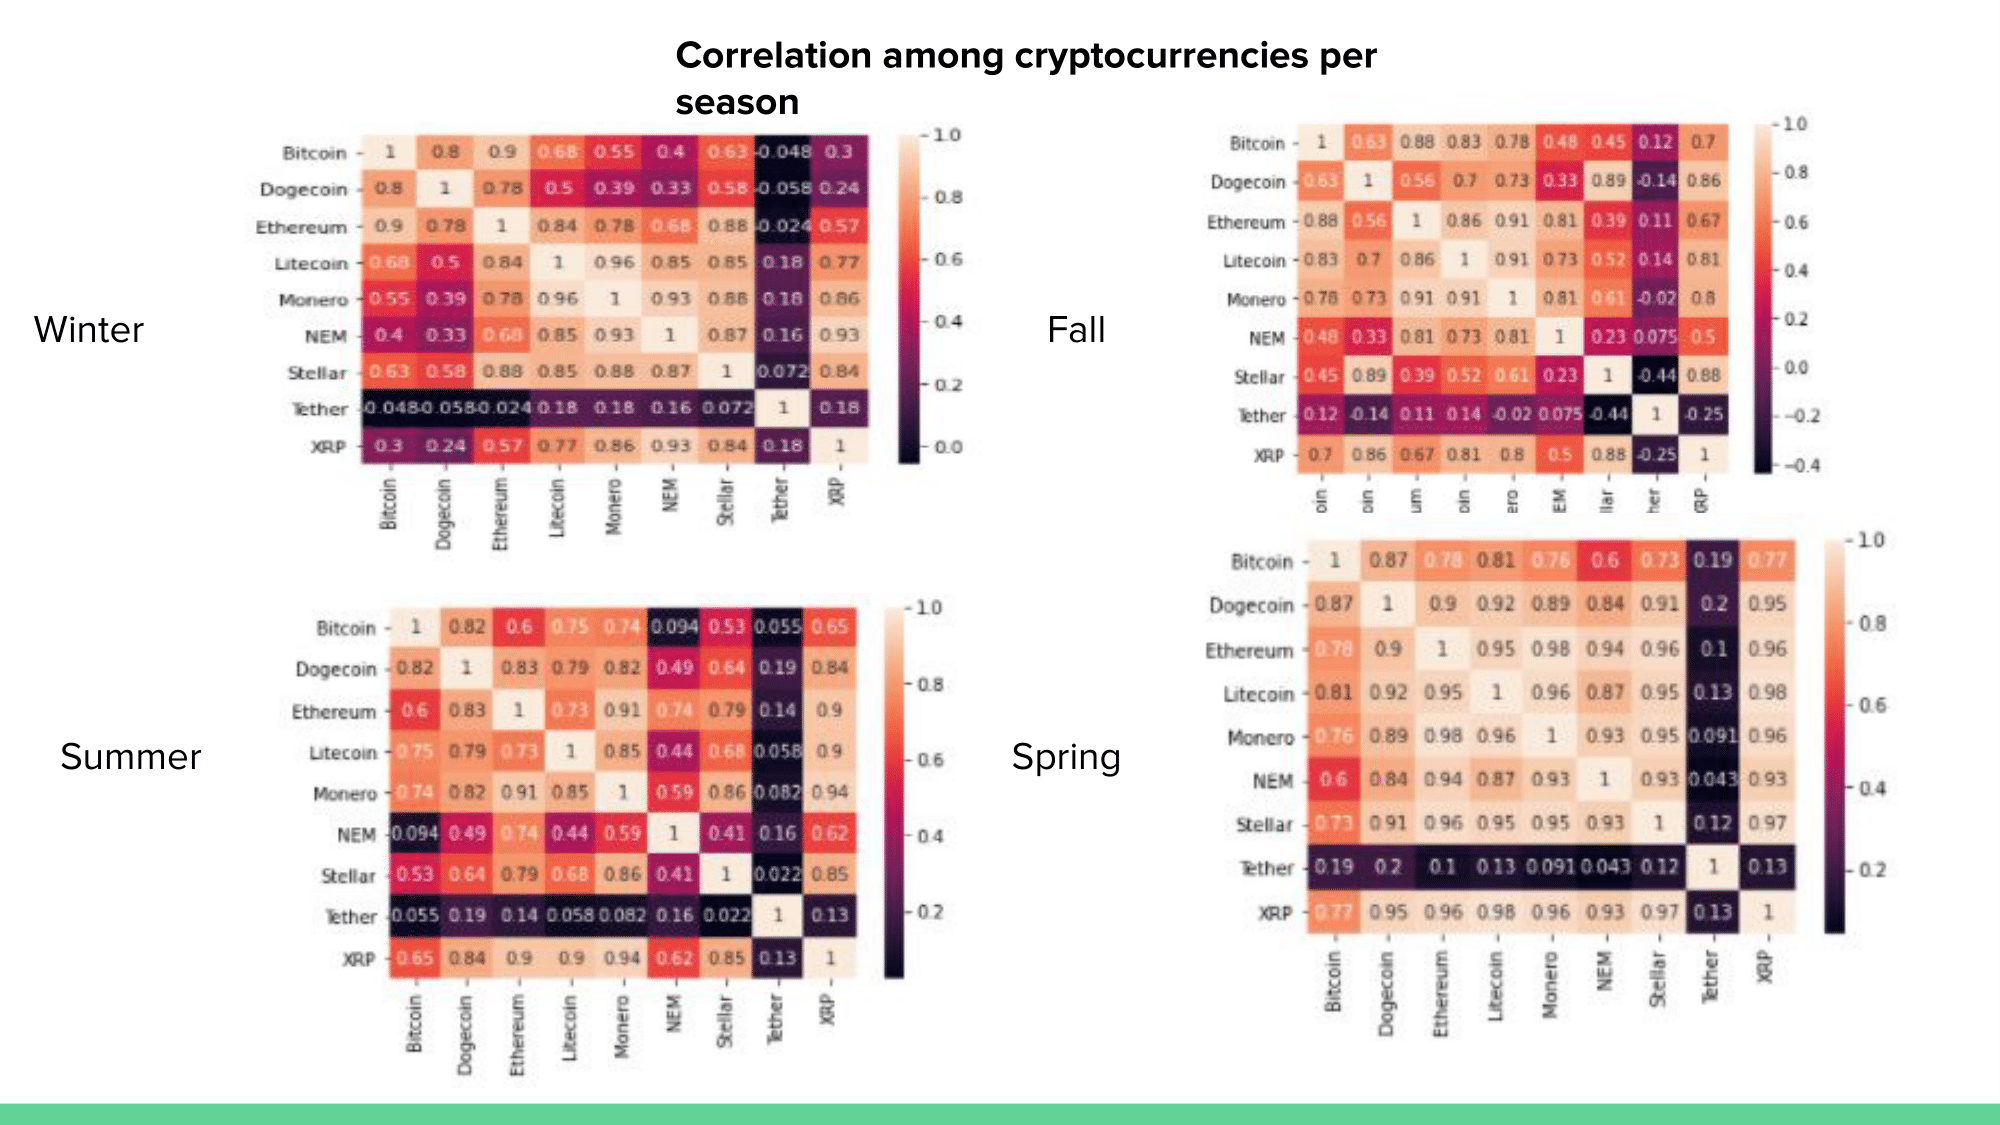 Correlation among cryptocurrencies per
season
Winter
Bitcoin 1 0.8 0.9 0.68 0.55 0.4 0.63 -0.048 0.3
Dogecoin 0.8 1 0.78 0.5 0.39 0.33 0.58 -0.058 0.24
Ethereum 0.9 0.78 1 0.84 0.78 0.68 0.88 -0.024 0.57
Litecoin 0.68 0.5 0.84 1 0.96 0.85 0.85 0.18 0.77
Monero 0.55 0.39 0.78 0.96 1 0.93 0.88 0.18 0.86
NEM 0.4 0.33 0.68 0.85 0.93 1 0.87 0.16 0.93
Stellar 0.63 0.58 0.88 0.85 0.88 0.87 1 0.072 0.84
Tether -0.048 -0.058 -0.024 0.18 0.18 0.16 0.072 1 0.18
XRP 0.3 0.24 0.57 0.77 0.86 0.93 0.84 0.18 1
Bitcoin Dogecoin Ethereum Litecoin Monero NEM Stellar Tether XRP
1.0
0.8
0.6
0.4
0.2
0.0
Fall
Bitcoin 1 0.63 0.88 0.83 0.78 0.48 0.45 0.12 0.7
Dogecoin 0.63 1 0.56 0.7 0.73 0.33 0.89 -0.14 0.86
Ethereum 0.88 0.56 1 0.86 0.91 0.81 0.39 0.11 0.67
Litecoin 0.83 0.7 0.86 1 0.91 0.73 0.52 0.14 0.81
Monero 0.78 0.73 0.91 0.91 1 0.81 0.61 -0.02 0.8
NEM 0.48 0.33 0.81 0.73 0.81 1 0.23 0.075 0.5
Stellar 0.45 0.89 0.39 0.52 0.61 0.23 1 -0.44 0.88
Tether 0.12 -0.14 0.11 0.14 -0.02 0.075 -0.44 1 -0.25
XRP 0.7 0.86 0.67 0.81 0.8 0.5 0.88 -0.25 1
oin oin um oin ero EM llar her XRP
1.0
0.8
0.6
0.4
0.2
0.0
−0.2
−0.4
Summer
Bitcoin 1 0.82 0.6 0.75 0.74 0.094 0.53 0.055 0.65
Dogecoin 0.82 1 0.83 0.79 0.82 0.49 0.64 0.19 0.84
Ethereum 0.6 0.83 1 0.73 0.91 0.74 0.79 0.14 0.9
Litecoin 0.75 0.79 0.73 1 0.85 0.44 0.68 0.058 0.9
Monero 0.74 0.82 0.91 0.85 1 0.59 0.86 0.082 0.94
NEM 0.094 0.49 0.74 0.44 0.59 1 0.41 0.16 0.62
Stellar 0.53 0.64 0.79 0.68 0.86 0.41 1 0.022 0.85
Tether 0.055 0.19 0.14 0.058 0.082 0.16 0.022 1 0.13
XRP 0.65 0.84 0.9 0.9 0.94 0.62 0.85 0.13 1
Bitcoin Dogecoin Ethereum Litecoin Monero NEM Stellar Tether XRP
1.0
0.8
0.6
0.4
0.2
Spring
Bitcoin 1 0.87 0.78 0.81 0.76 0.6 0.73 0.19 0.77
Dogecoin 0.87 1 0.9 0.92 0.89 0.84 0.91 0.2 0.95
Ethereum 0.78 0.9 1 0.95 0.98 0.94 0.96 0.1 0.96
Litecoin 0.81 0.92 0.95 1 0.96 0.87 0.95 0.13 0.98
Monero 0.76 0.89 0.98 0.96 1 0.93 0.95 0.091 0.96
NEM 0.6 0.84 0.94 0.87 0.93 1 0.93 0.043 0.93
Stellar 0.73 0.91 0.96 0.95 0.95 0.93 1 0.12 0.97
Tether 0.19 0.2 0.1 0.13 0.091 0.043 0.12 1 0.13
XRP 0.77 0.95 0.96 0.98 0.96 0.93 0.97 0.13 1
Bitcoin Dogecoin Ethereum Litecoin Monero NEM Stellar Tether XRP
1.0
0.8
0.6
0.4
0.2